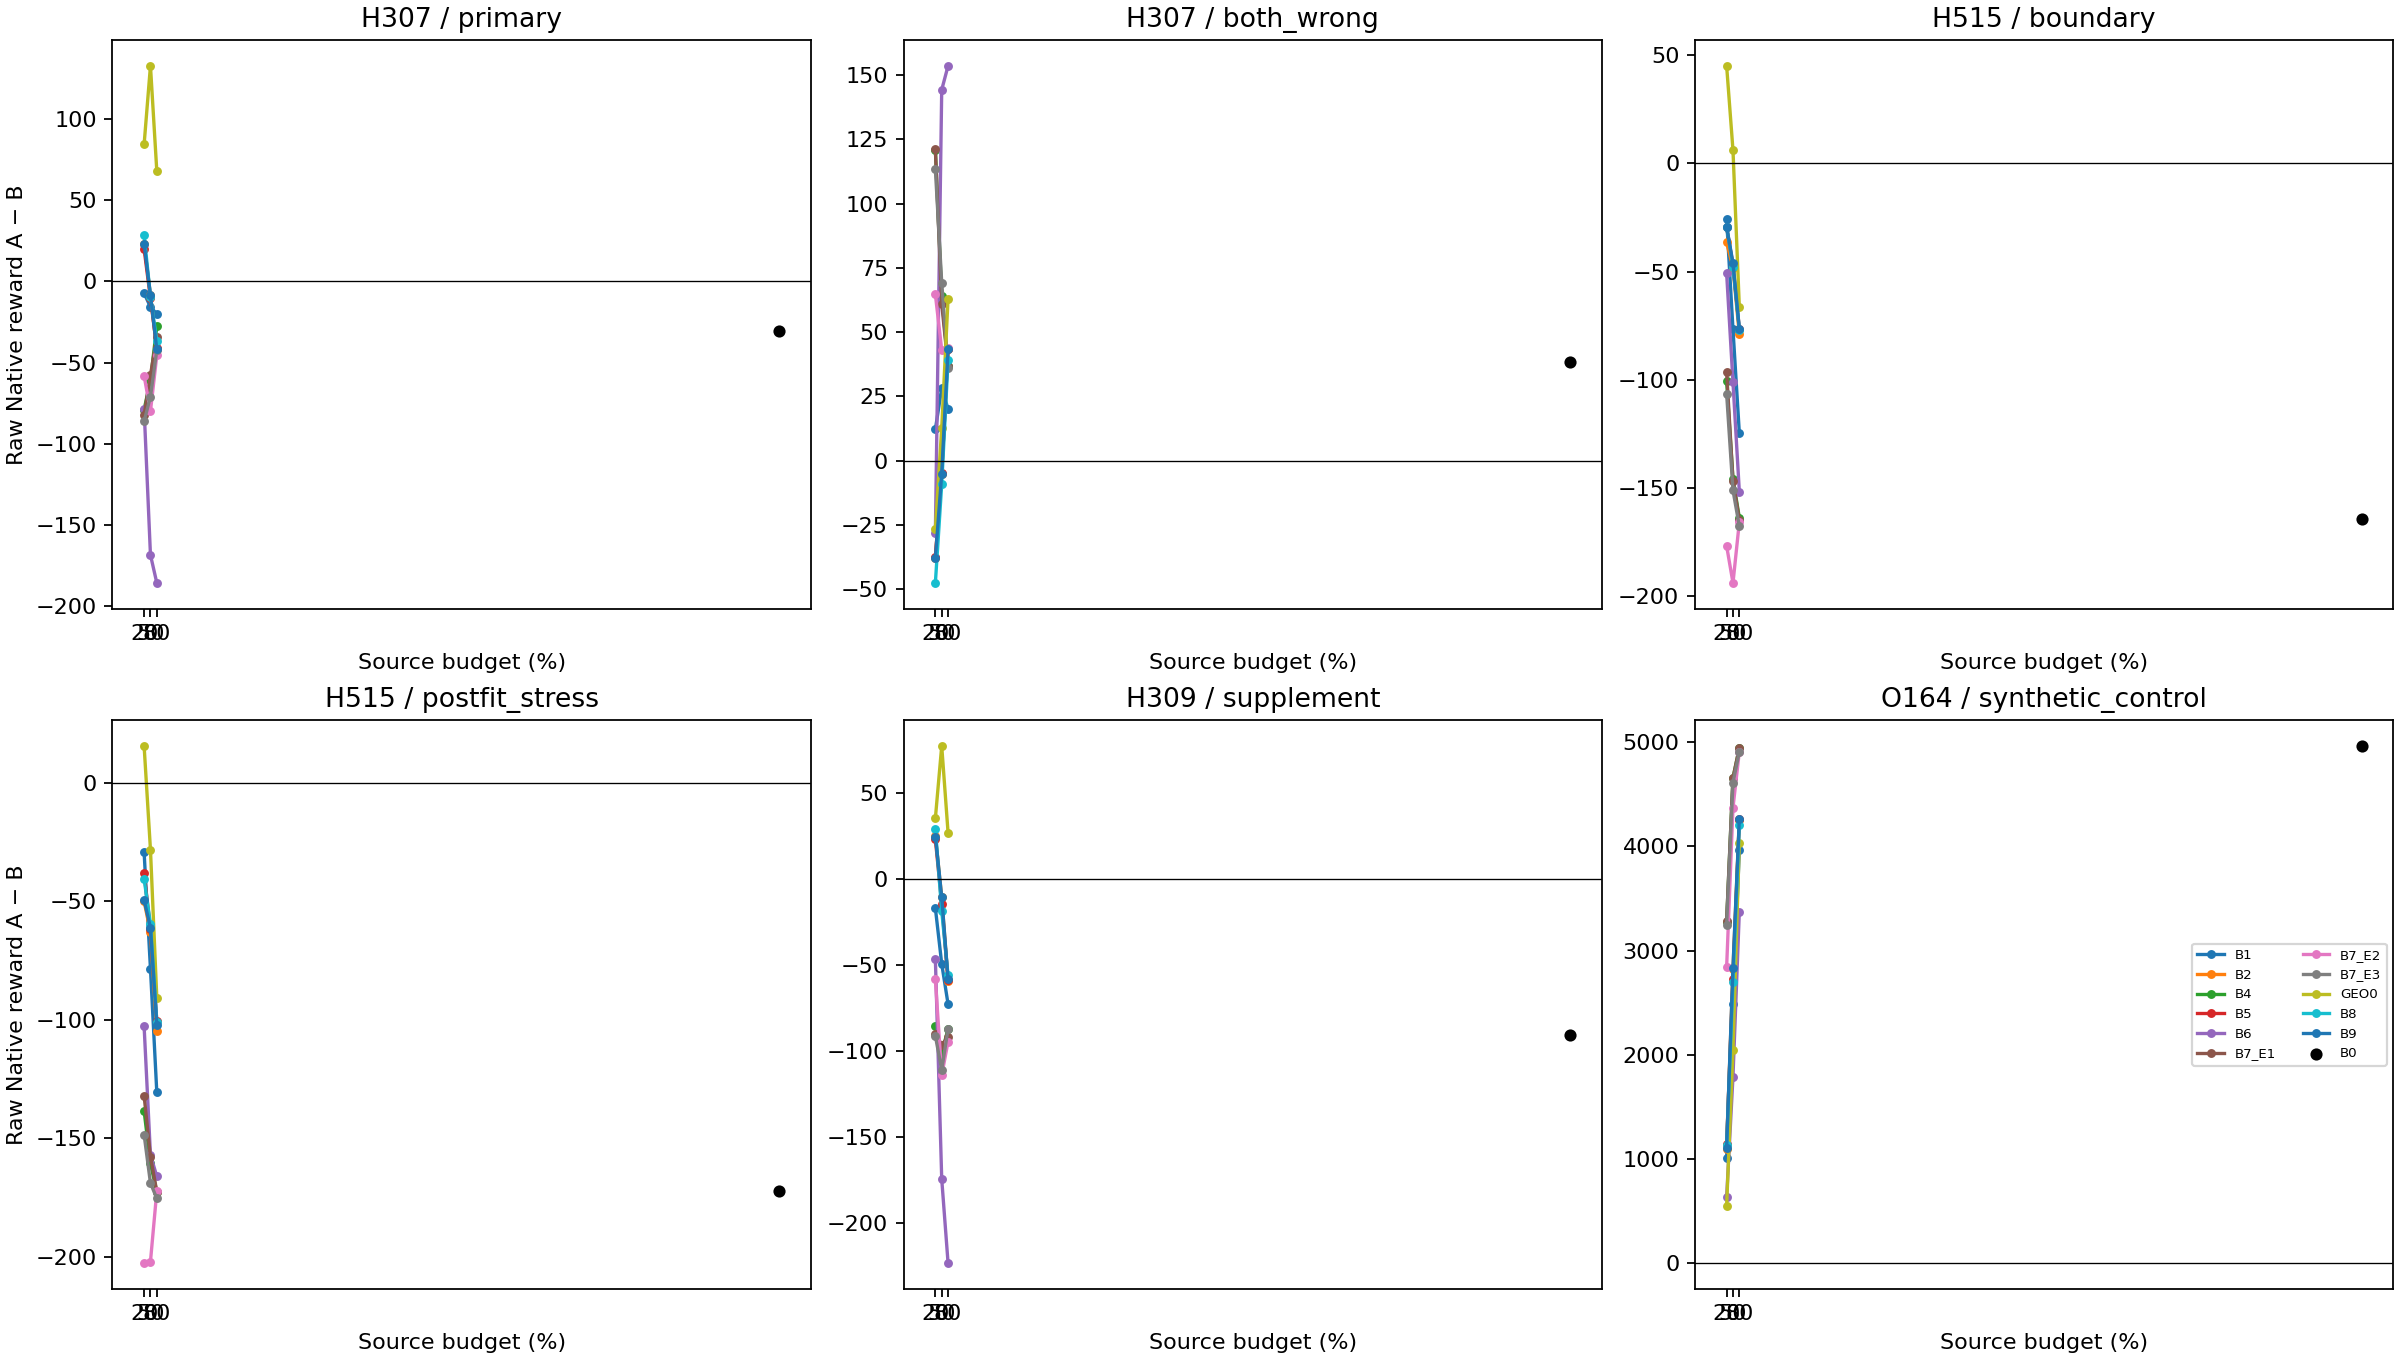 H307 / primary
H307 / both_wrong
H515 / boundary
Raw Native reward A − B
100
50
0
−50
−100
−150
−200
150
125
100
75
50
25
0
−25
−50
50
0
−50
−100
−150
−200
Source budget (%)
Source budget (%)
Source budget (%)
H515 / postfit_stress
H309 / supplement
O164 / synthetic_control
Raw Native reward A − B
0
−50
−100
−150
−200
50
0
−50
−100
−150
−200
5000
4000
3000
2000
1000
0
B1
B2
B4
B5
B6
B7_E1
B7_E2
B7_E3
GEO0
B8
B9
B0
Source budget (%)
Source budget (%)
Source budget (%)